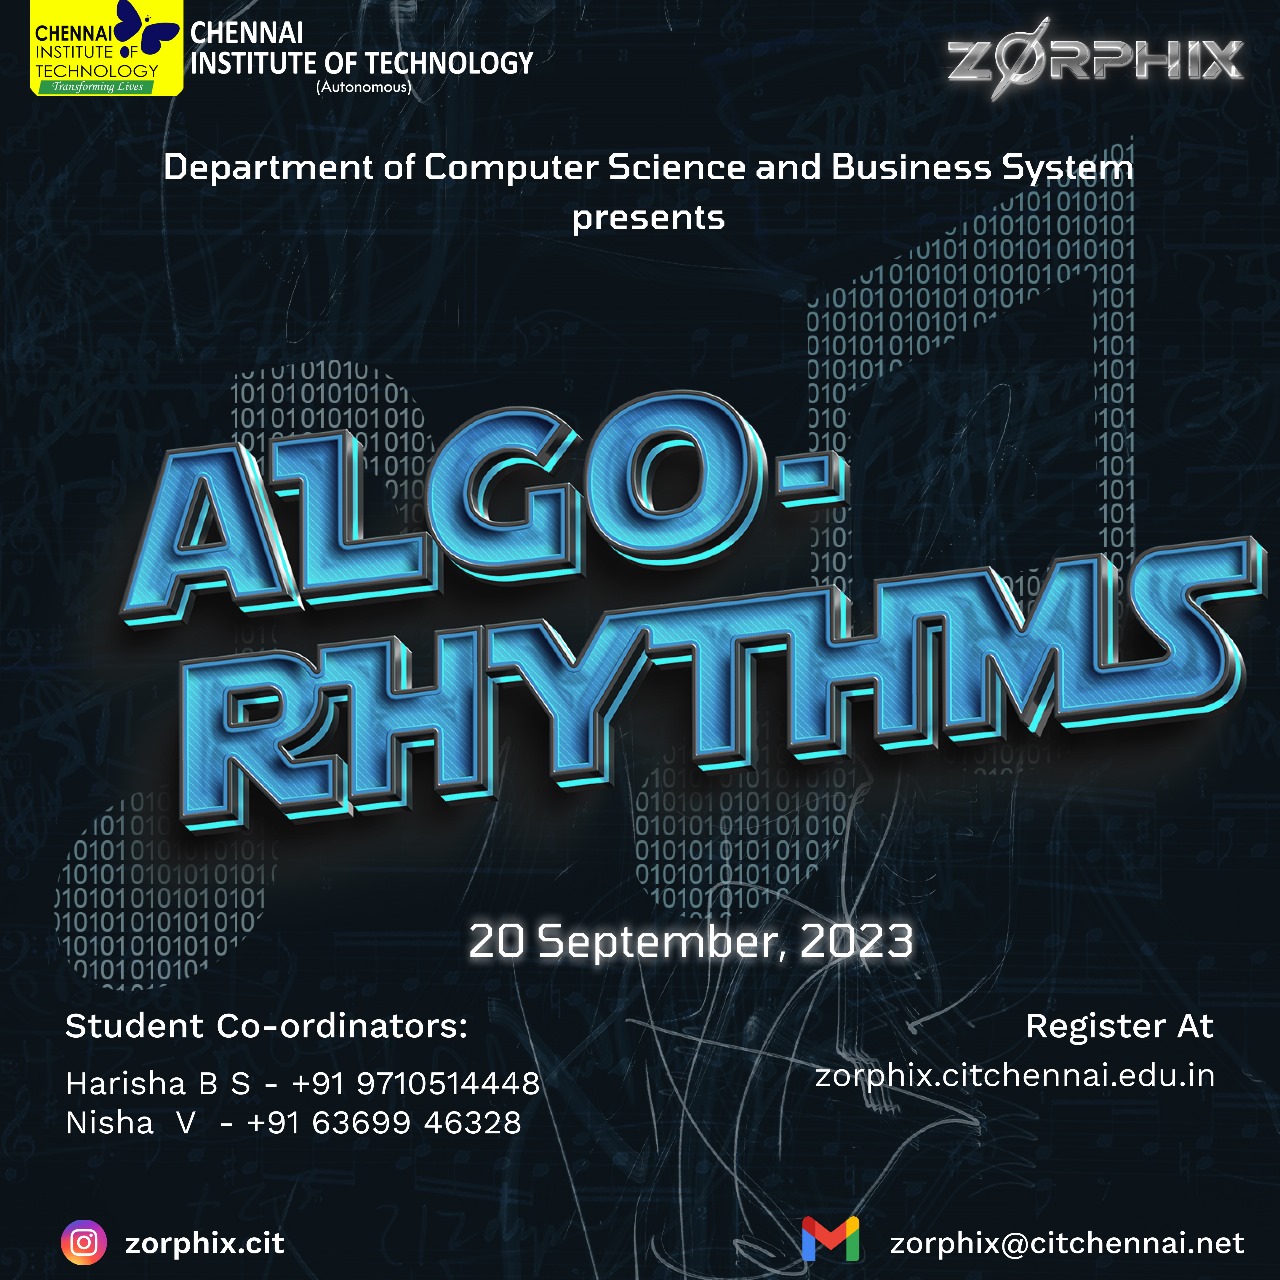 CHENNAI
INSTITUTE OF
TECHNOLOGY
Transforming Lives
CHENNAI
INSTITUTE OF TECHNOLOGY
(Autonomous)
ZORPHIX
Department of Computer Science and Business System
presents
ALGO-
RHYTHMS
20 September, 2023
Student Co-ordinators:
Harisha B S - +91 9710514448
Nisha V - +91 63699 46328
Register At
zorphix.citchennai.edu.in
zorphix.cit
zorphix@citchennai.net